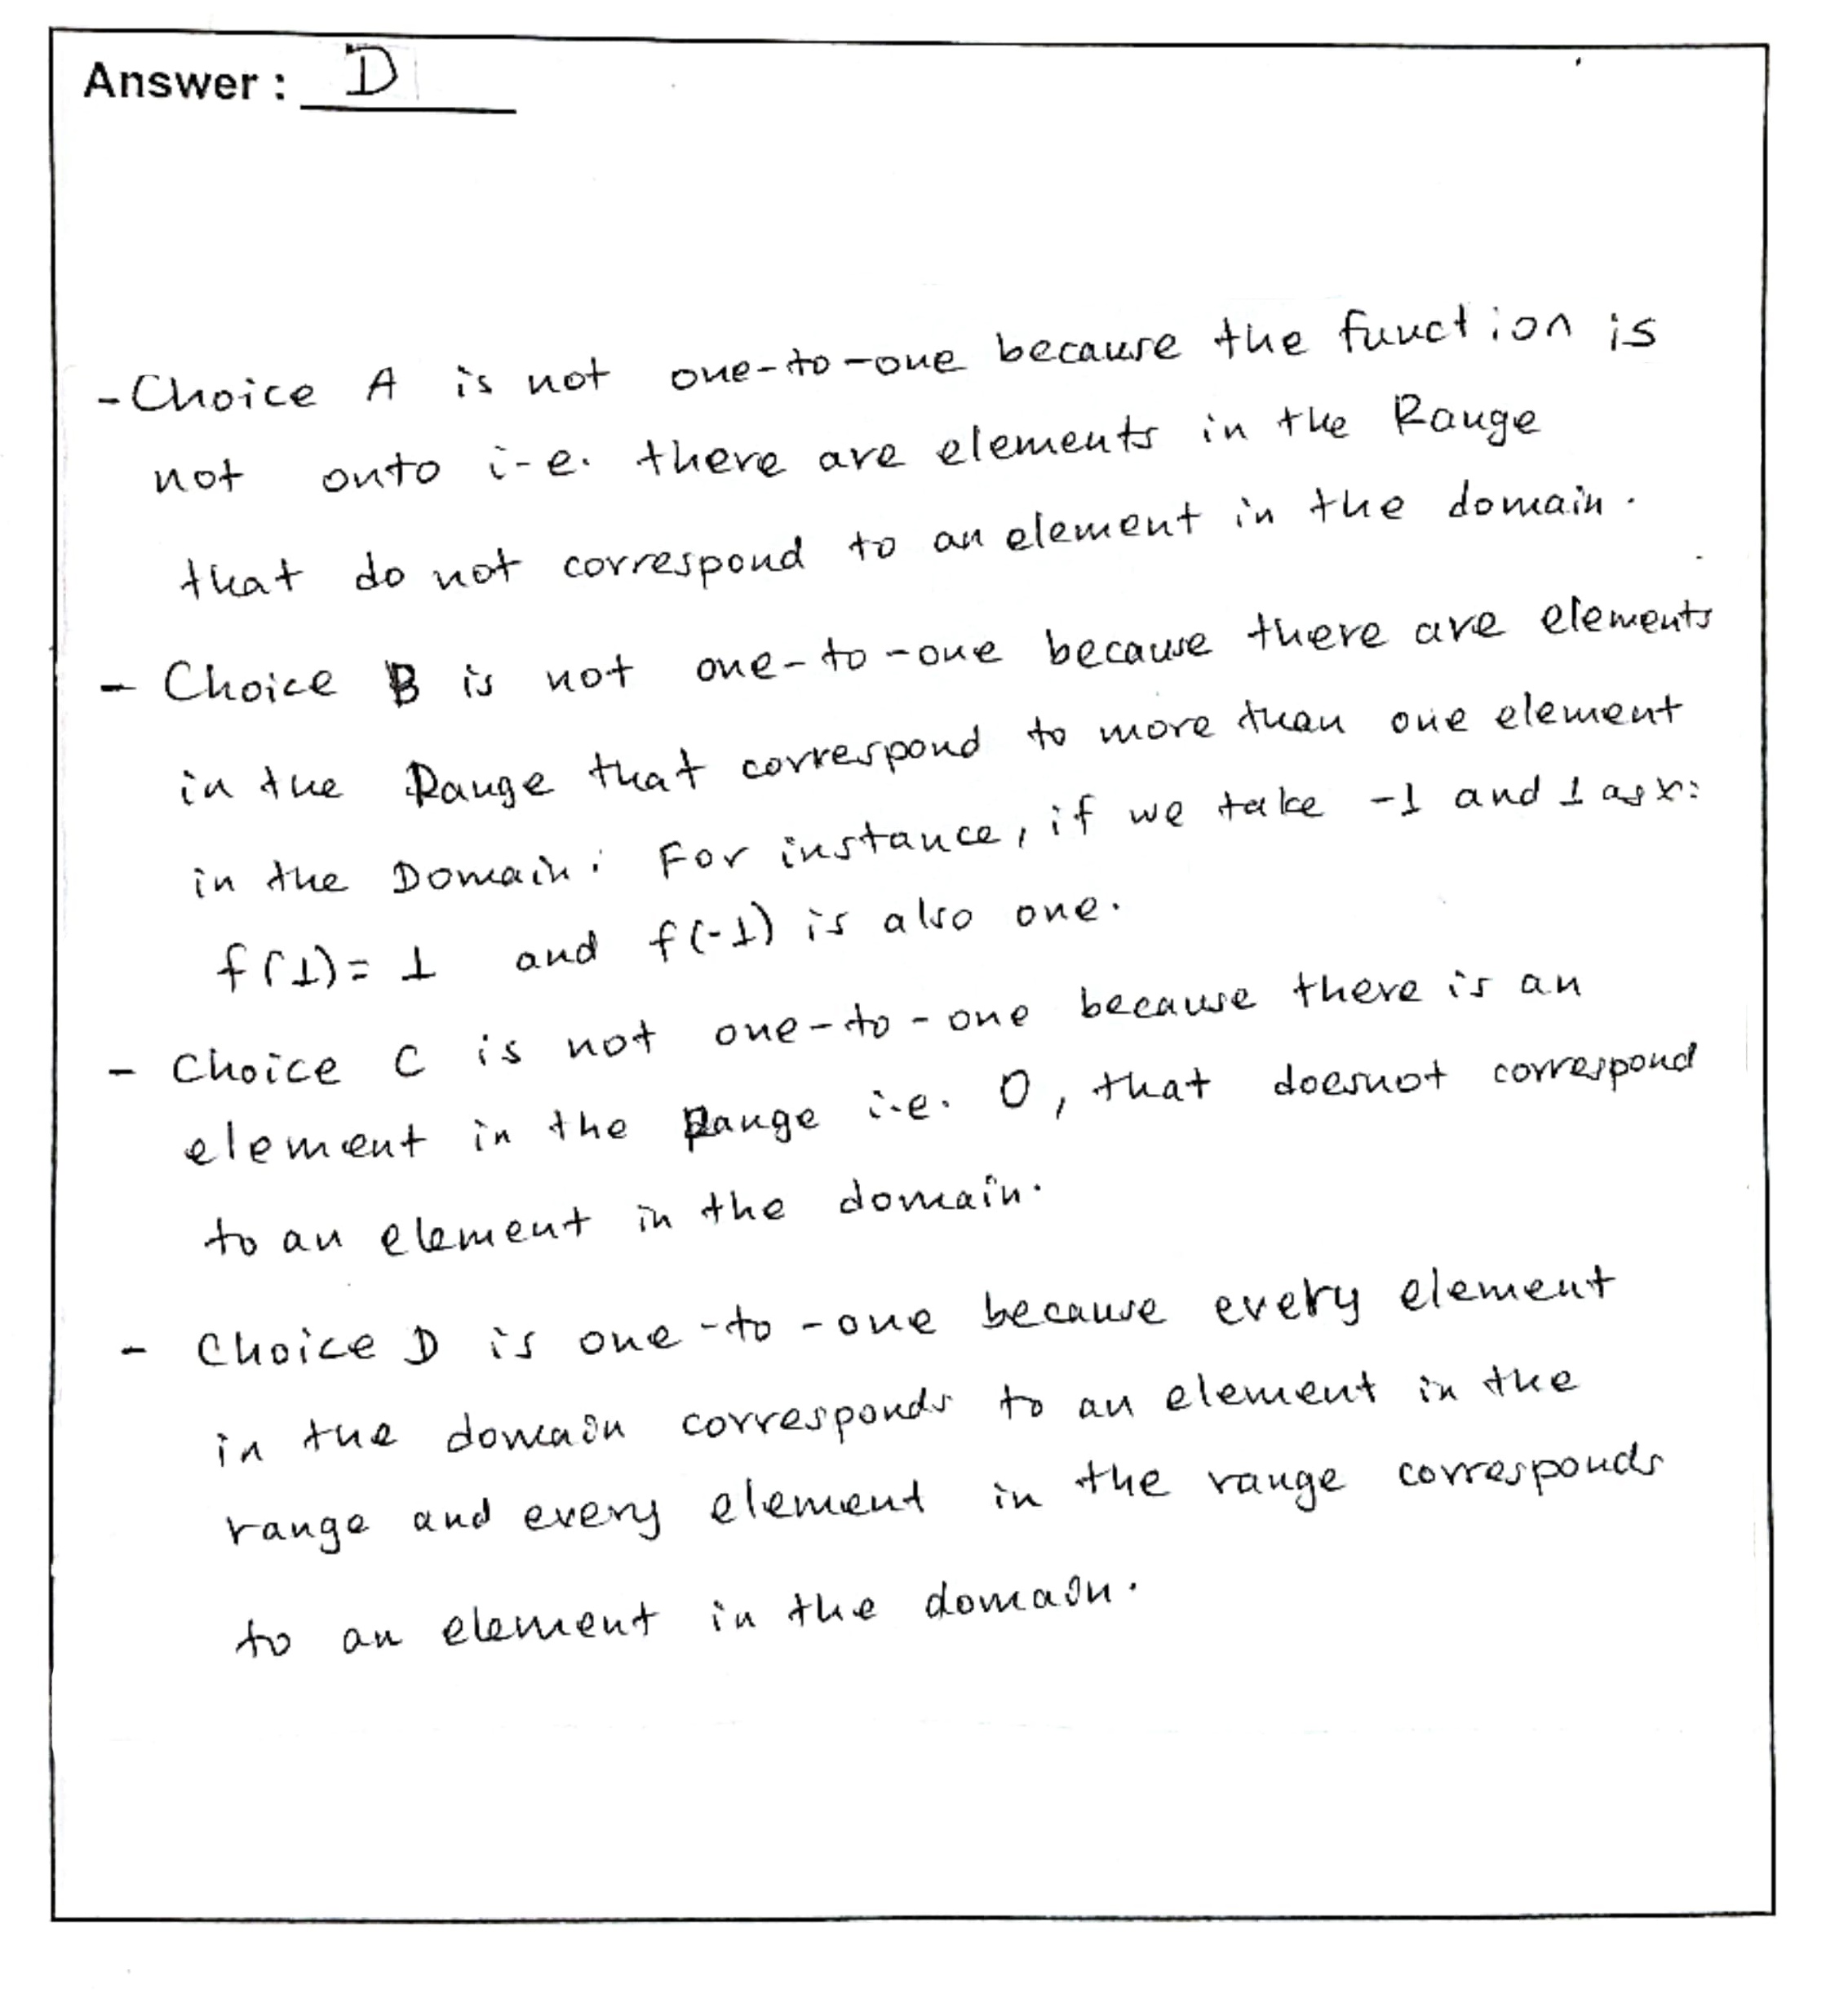 Answer : D
- Choice A is not one-to-one because the function is
not onto i.e. there are elements in the Range
that do not correspond to an element in the domain.
- Choice B is not one-to-one because there are elements
in the Range that correspond to more than one element
in the Domain. For instance, if we take -1 and 1 as x:
f(1)= 1 and f(-1) is also one.
- Choice C is not one-to-one because there is an
element in the Range i.e. 0, that doesnot correspond
to an element in the domain.
- Choice D is one-to-one because every element
in the domain corresponds to an element in the
range and every element in the range corresponds
to an element in the domain.